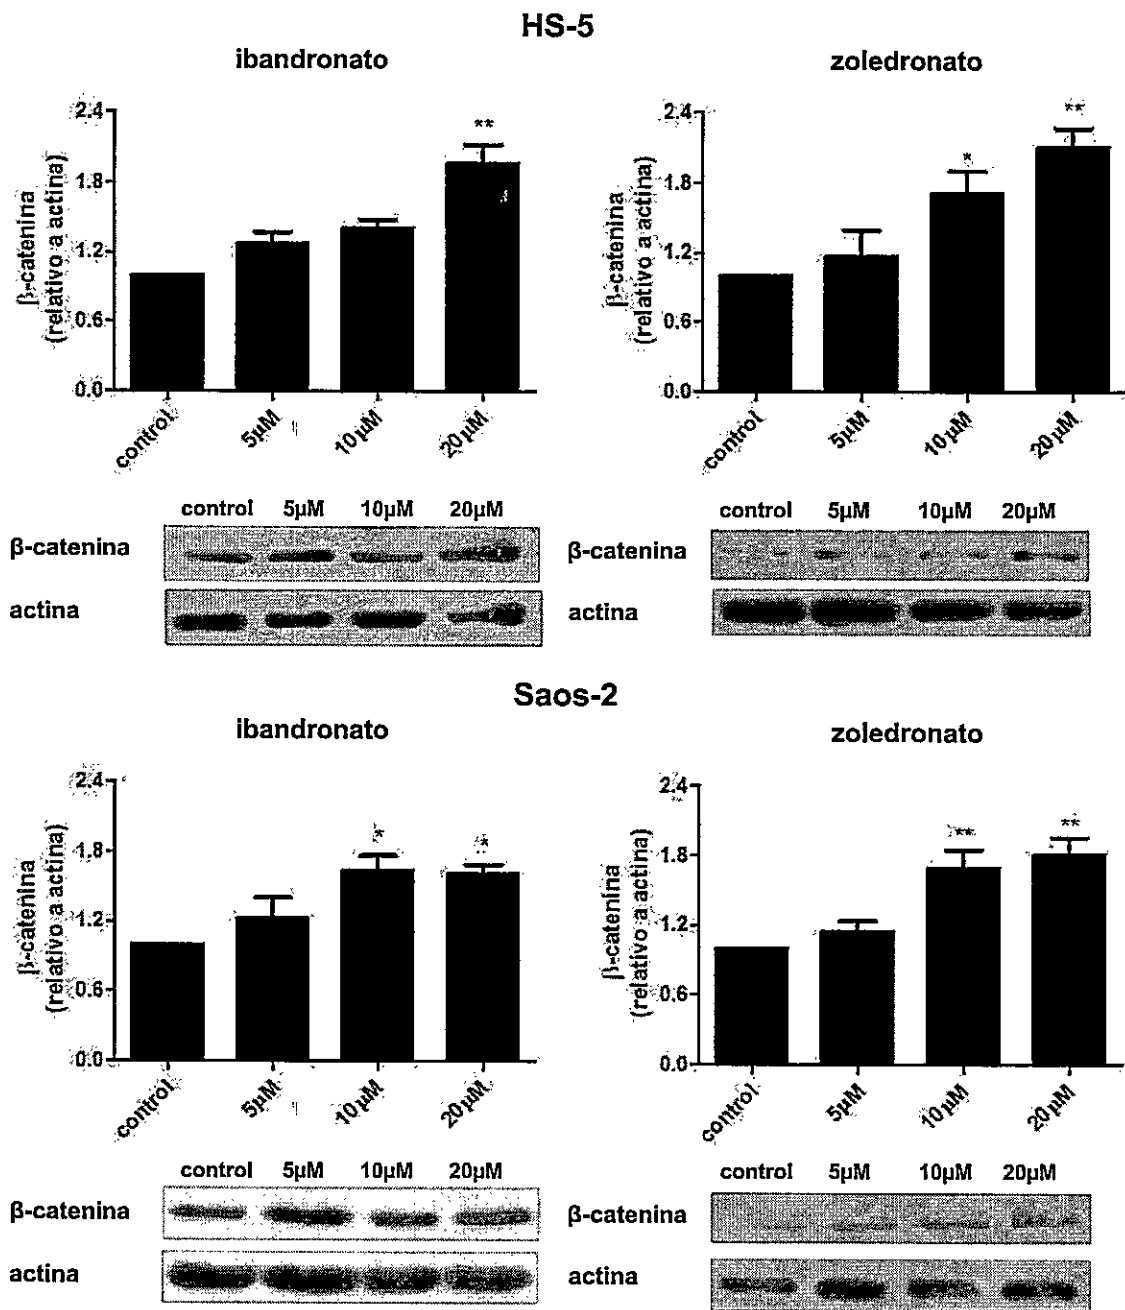 HS-5
ibandronato
β-catenina
(relativo a actina)
2.4
1.8
1.2
0.6
0.0
**
control
5µM
10µM
20µM
zoledronato
β-catenina
(relativo a actina)
2.4
1.8
1.2
0.6
0.0
*
**
control
5µM
10µM
20µM
control 5µM 10µM 20µM
β-catenina
actina
control 5µM 10µM 20µM
β-catenina
actina
Saos-2
ibandronato
β-catenina
(relativo a actina)
2.4
1.8
1.2
0.6
0.0
*
*
control
5µM
10µM
20µM
zoledronato
β-catenina
(relativo a actina)
2.4
1.8
1.2
0.6
0.0
**
**
control
5µM
10µM
20µM
control 5µM 10µM 20µM
β-catenina
actina
control 5µM 10µM 20µM
β-catenina
actina